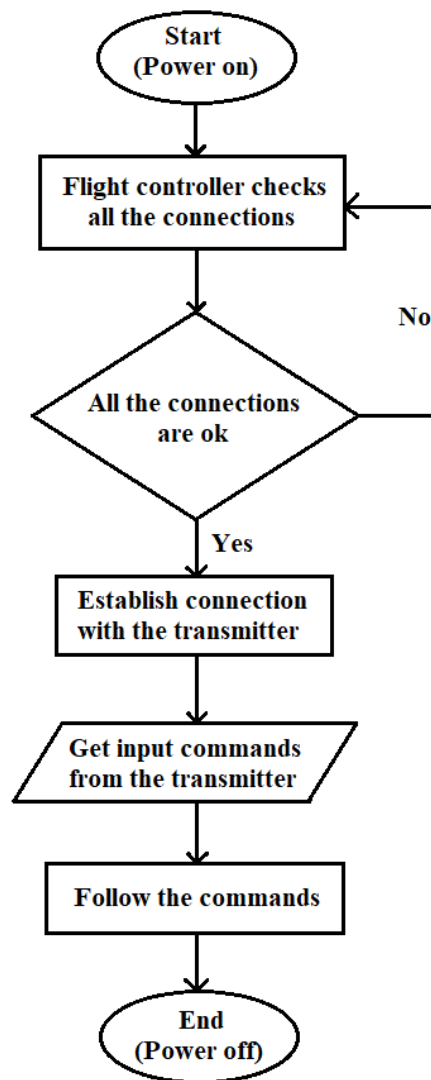 Start
(Power on)
Flight controller checks
all the connections
No
All the connections
are ok
Yes
Establish connection
with the transmitter
Get input commands
from the transmitter
Follow the commands
End
(Power off)